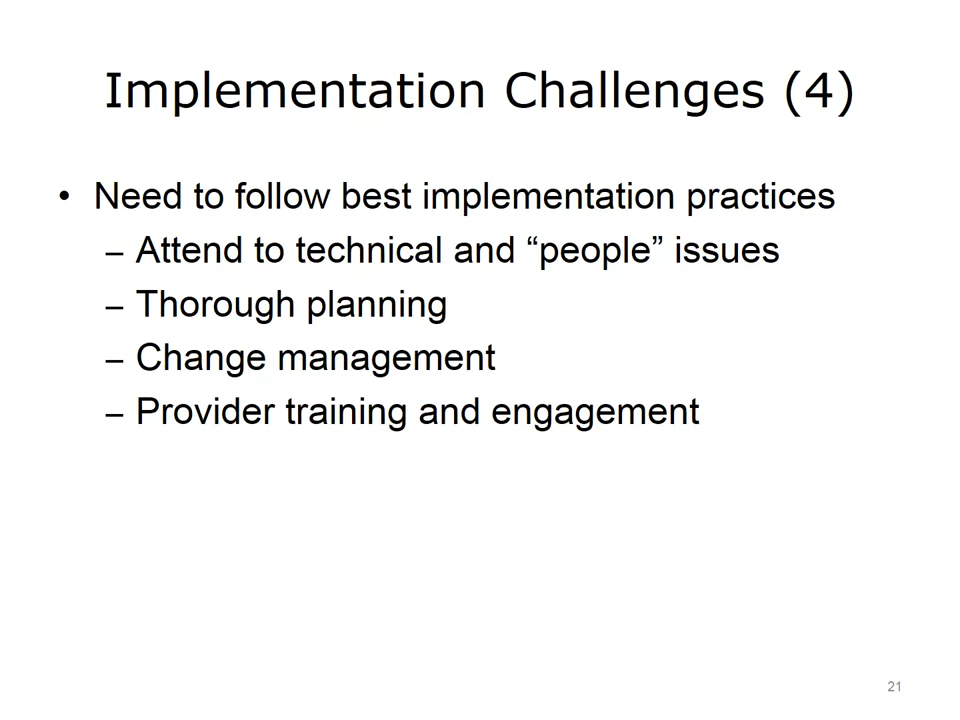 Implementation Challenges (4)
• Need to follow best implementation practices
– Attend to technical and “people” issues
– Thorough planning
– Change management
– Provider training and engagement
21